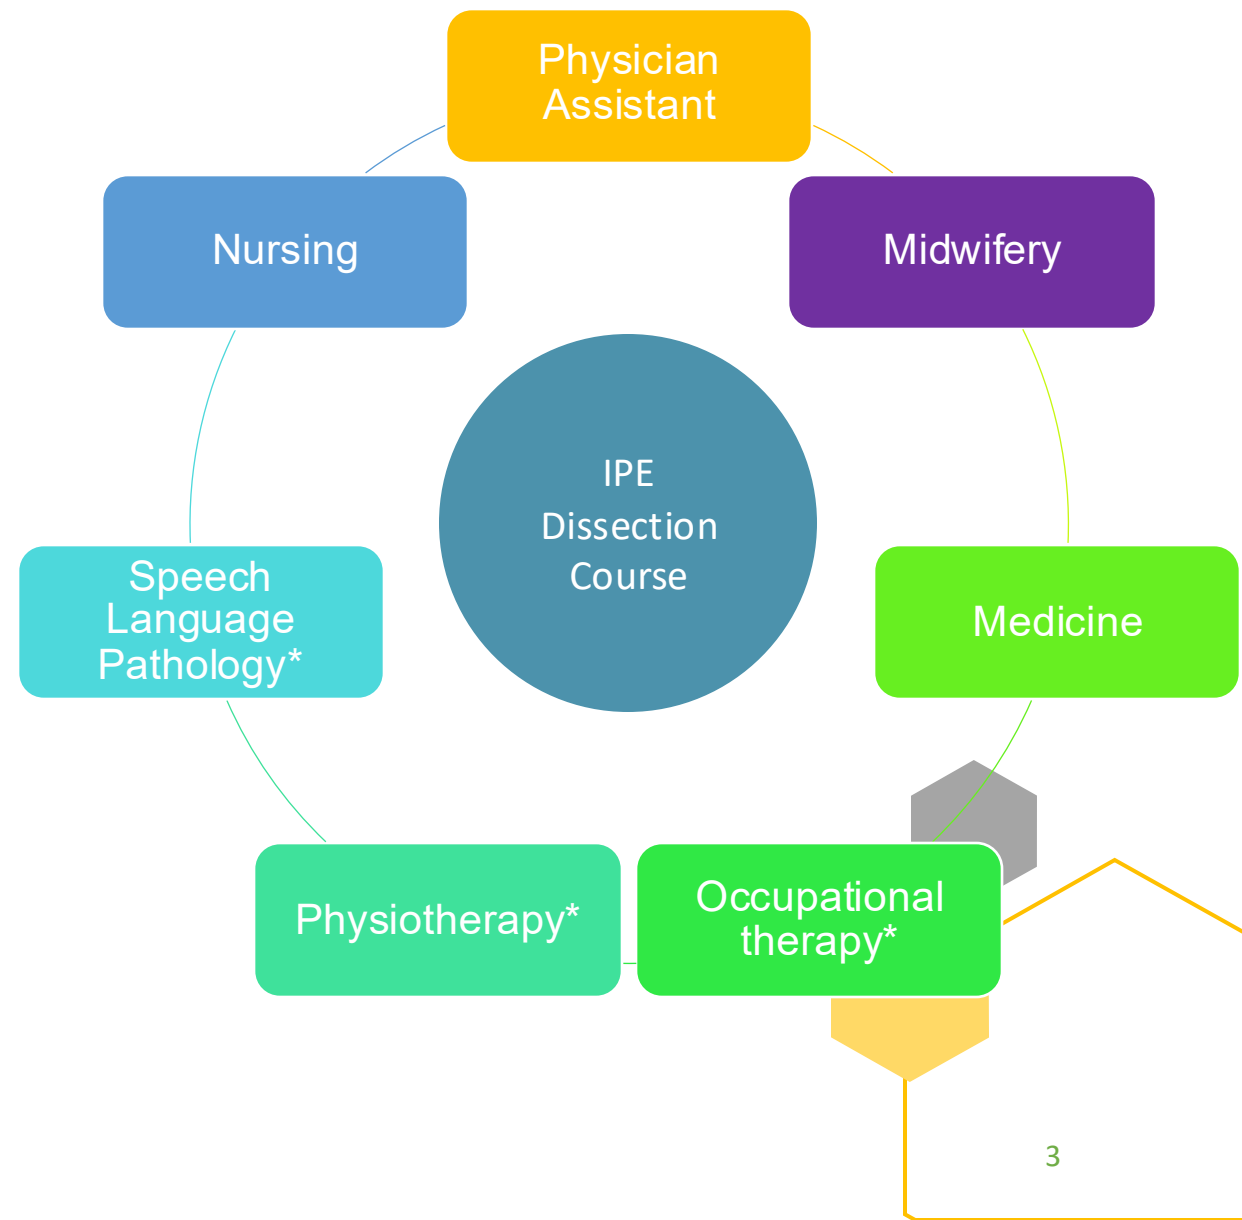 Physician
Assistant
Nursing
Midwifery
IPE
Dissection
Course
Speech
Language
Pathology*
Medicine
Physiotherapy*
Occupational
therapy*
3